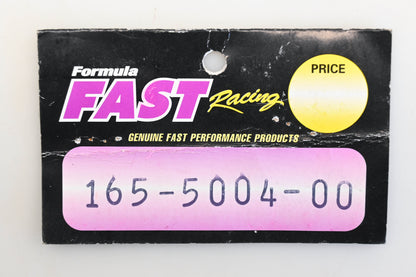 Formula
FAST Racing
PRICE
GENUINE FAST PERFORMANCE PRODUCTS
165-5004-00